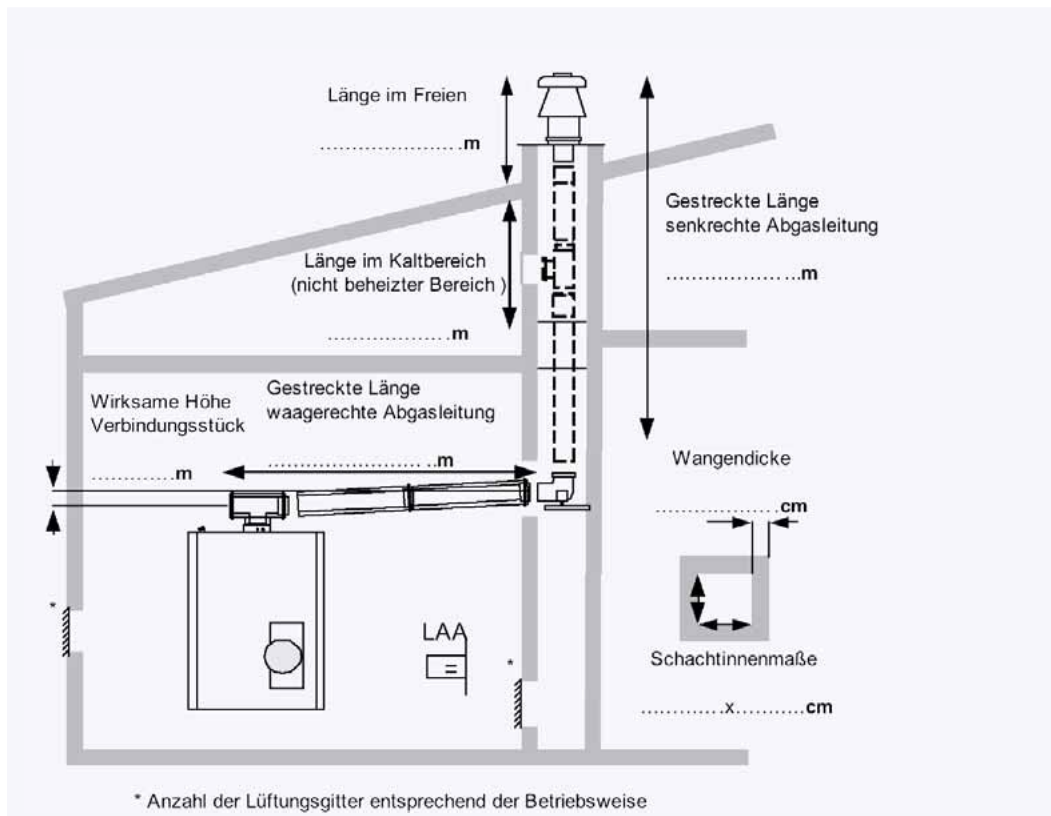 Länge im Freien
......................m
Gestreckte Länge
senkrechte Abgasleitung
.................. ...m
Länge im Kaltbereich
(nicht beheizter Bereich )
...................m
Gestreckte Länge
waagerechte Abgasleitung
........................ ..m
Wirksame Höhe
Verbindungsstück
.............m
Wangendicke
...................cm
*
LAA
=
*
Schachtinnenmaße
.............x...........cm
* Anzahl der Lüftungsgitter entsprechend der Betriebsweise